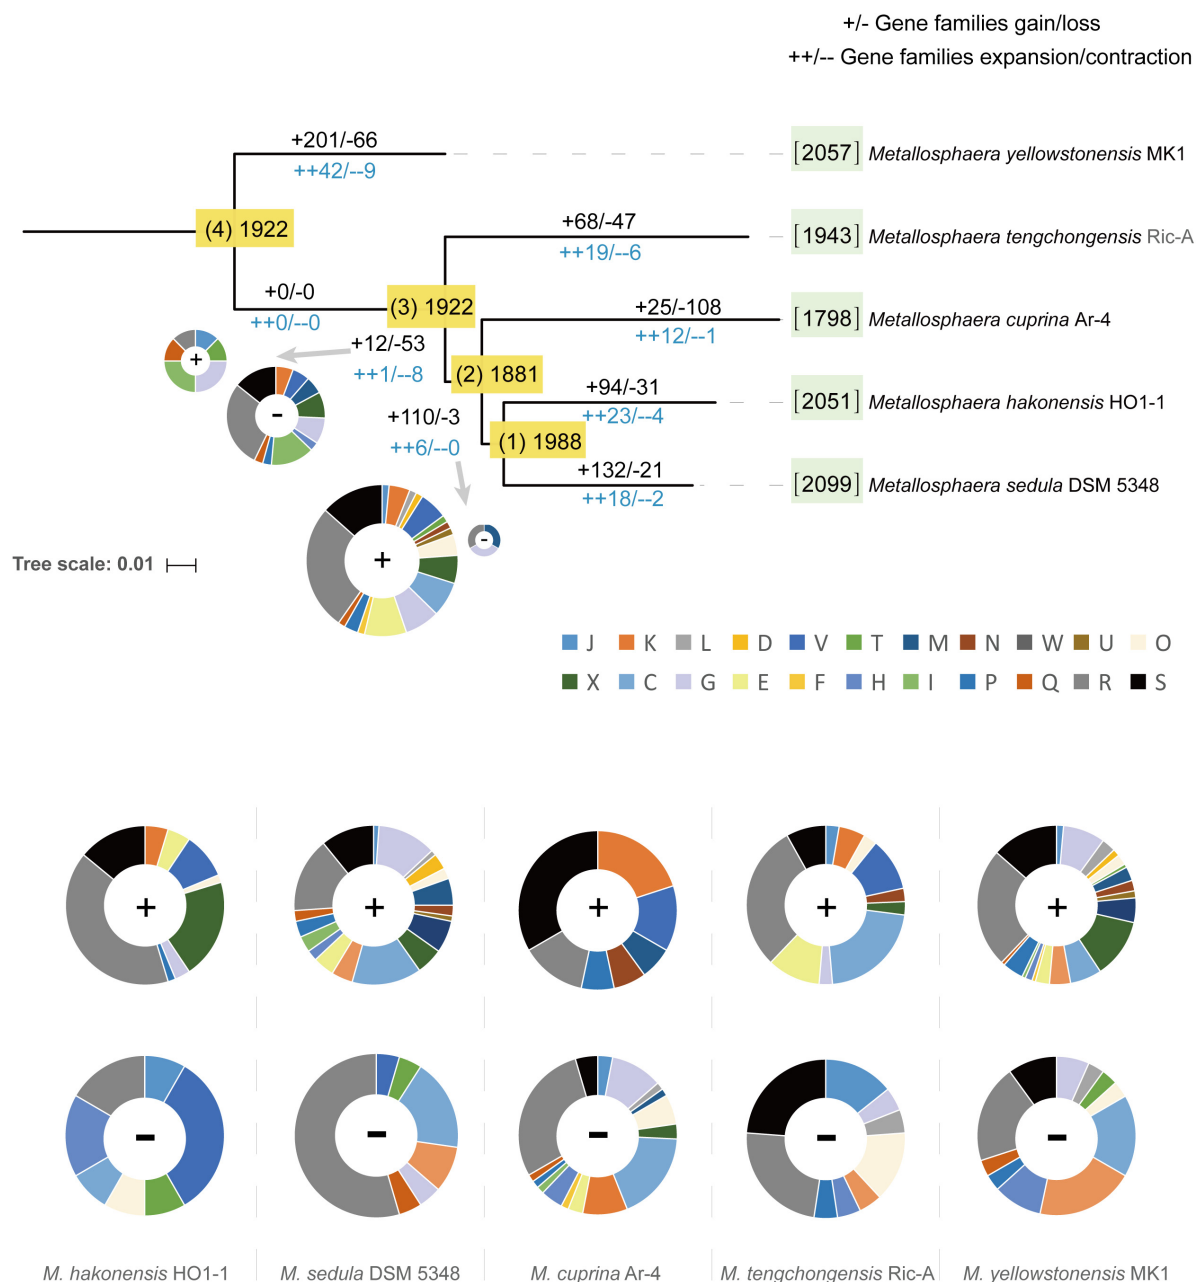 +/- Gene families gain/loss
++/-- Gene families expansion/contraction
+201/-66
++42/--9
[2057] Metallosphaera yellowstonensis MK1
(4) 1922
+68/-47
++19/--6
[1943] Metallosphaera tengchongensis Ric-A
+0/-0
++0/--0
(3) 1922
+25/-108
++12/--1
[1798] Metallosphaera cuprina Ar-4
+12/-53
++1/--8
(2) 1881
+94/-31
++23/--4
[2051] Metallosphaera hakonensis HO1-1
+110/-3
++6/--0
(1) 1988
+132/-21
++18/--2
[2099] Metallosphaera sedula DSM 5348
+
-
+
-
Tree scale: 0.01
J K L D V T M N W U O
X C G E F H I P Q R S
+ + + + +
- - - - -
M. hakonensis HO1-1 M. sedula DSM 5348 M. cuprina Ar-4 M. tengchongensis Ric-A M. yellowstonensis MK1